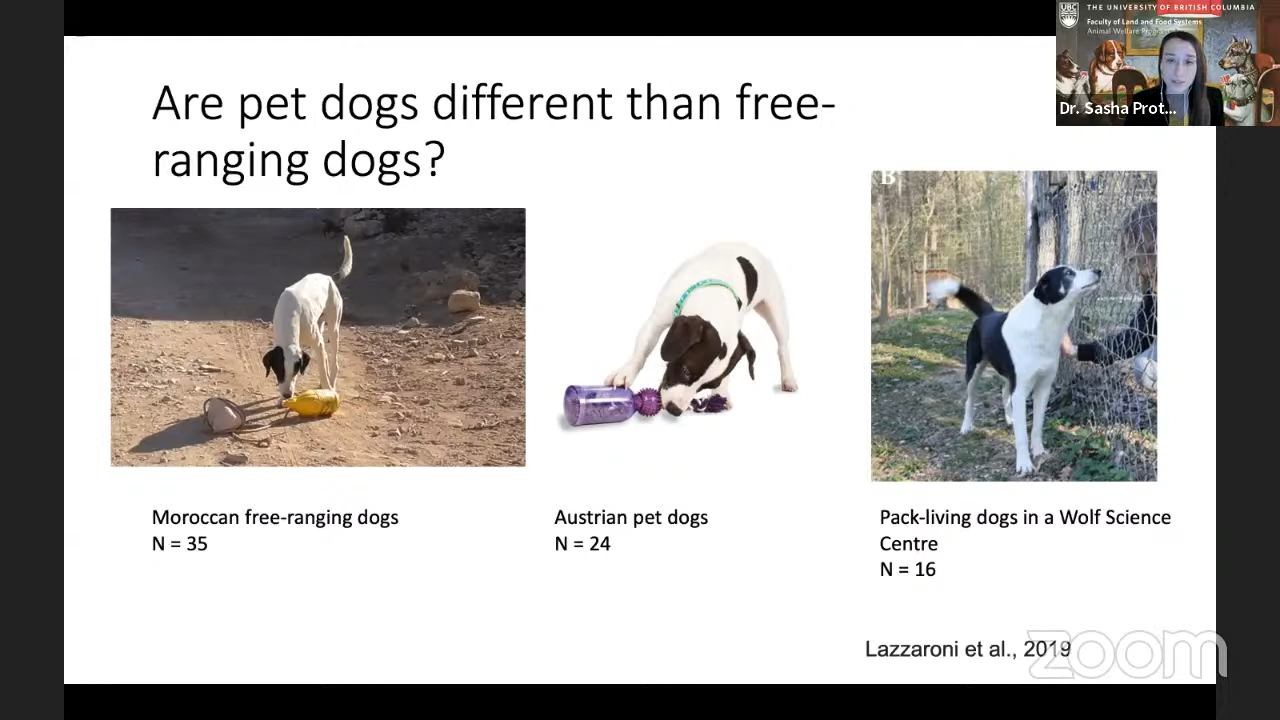 THE UNIVERSITY OF BRITISH COLUMBIA
UBC
Faculty of Land and Food Systems
Animal Welfare Program
Dr. Sasha Prot...
Are pet dogs different than free-
ranging dogs?
B
Moroccan free-ranging dogs
N = 35
Austrian pet dogs
N = 24
Pack-living dogs in a Wolf Science
Centre
N = 16
Lazzaroni et al., 2019
zoom